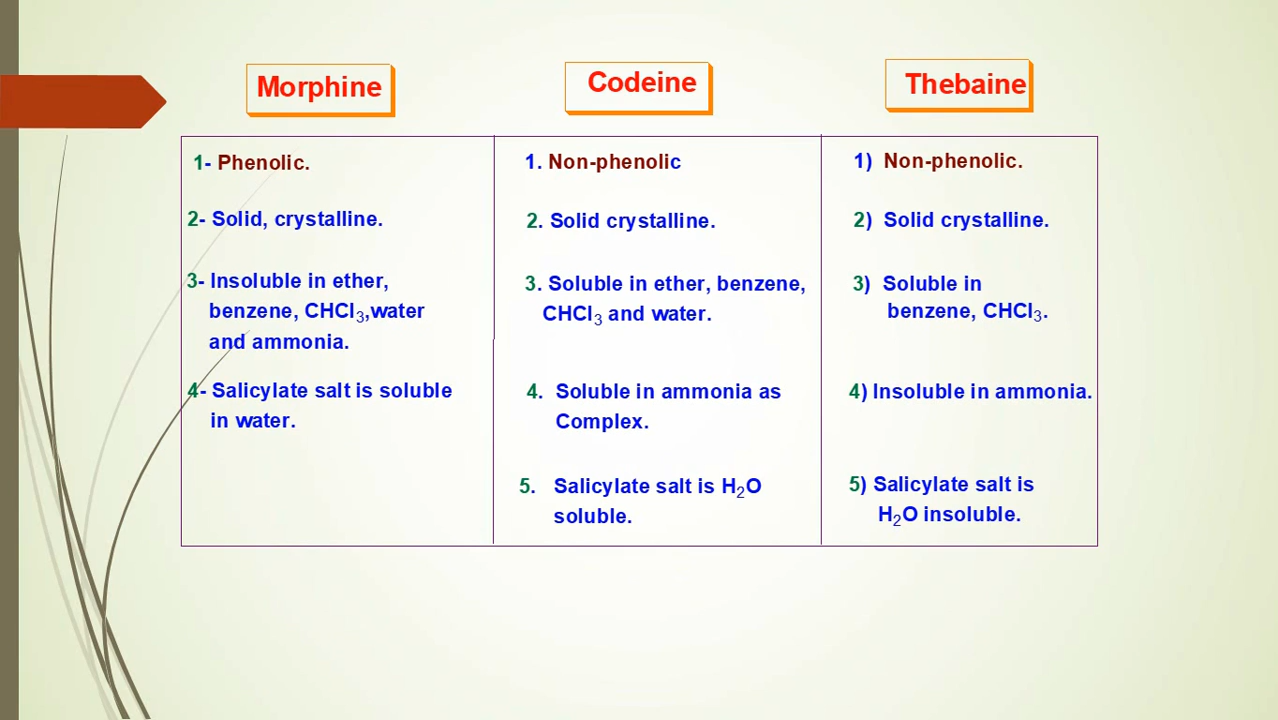 Morphine
1- Phenolic.
2- Solid, crystalline.
3- Insoluble in ether,
benzene, CHCl₃,water
and ammonia.
4- Salicylate salt is soluble
in water.
Codeine
1. Non-phenolic
2. Solid crystalline.
3. Soluble in ether, benzene,
CHCl₃ and water.
4. Soluble in ammonia as
Complex.
5. Salicylate salt is H₂O
soluble.
Thebaine
1) Non-phenolic.
2) Solid crystalline.
3) Soluble in
benzene, CHCl₃.
4) Insoluble in ammonia.
5) Salicylate salt is
H₂O insoluble.